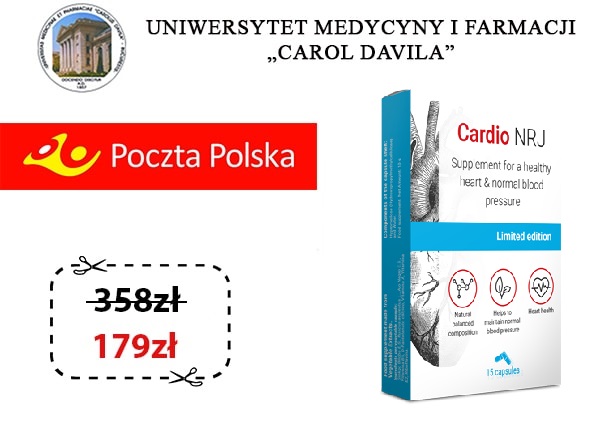 UNIWERSYTET MEDYCYNY I FARMACJI
„CAROL DAVILA”
Poczta Polska
358zł
179zł
Cardio NRJ
Supplement for a healthy
heart & normal blood
pressure
Limited edition
Natural
balanced
composition
Helps to
maintain normal
blood pressure
Heart health
15 capsules